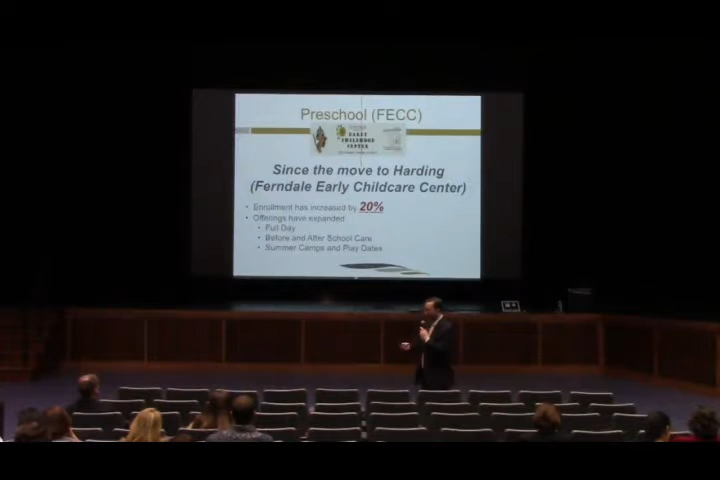 Preschool (FECC)
EARLY
CHILDHOOD
CENTER
Since the move to Harding
(Ferndale Early Childcare Center)
• Enrollment has increased by 20%
• Offerings have expanded
• Full Day
• Before and After School Care
• Summer Camps and Play Dates